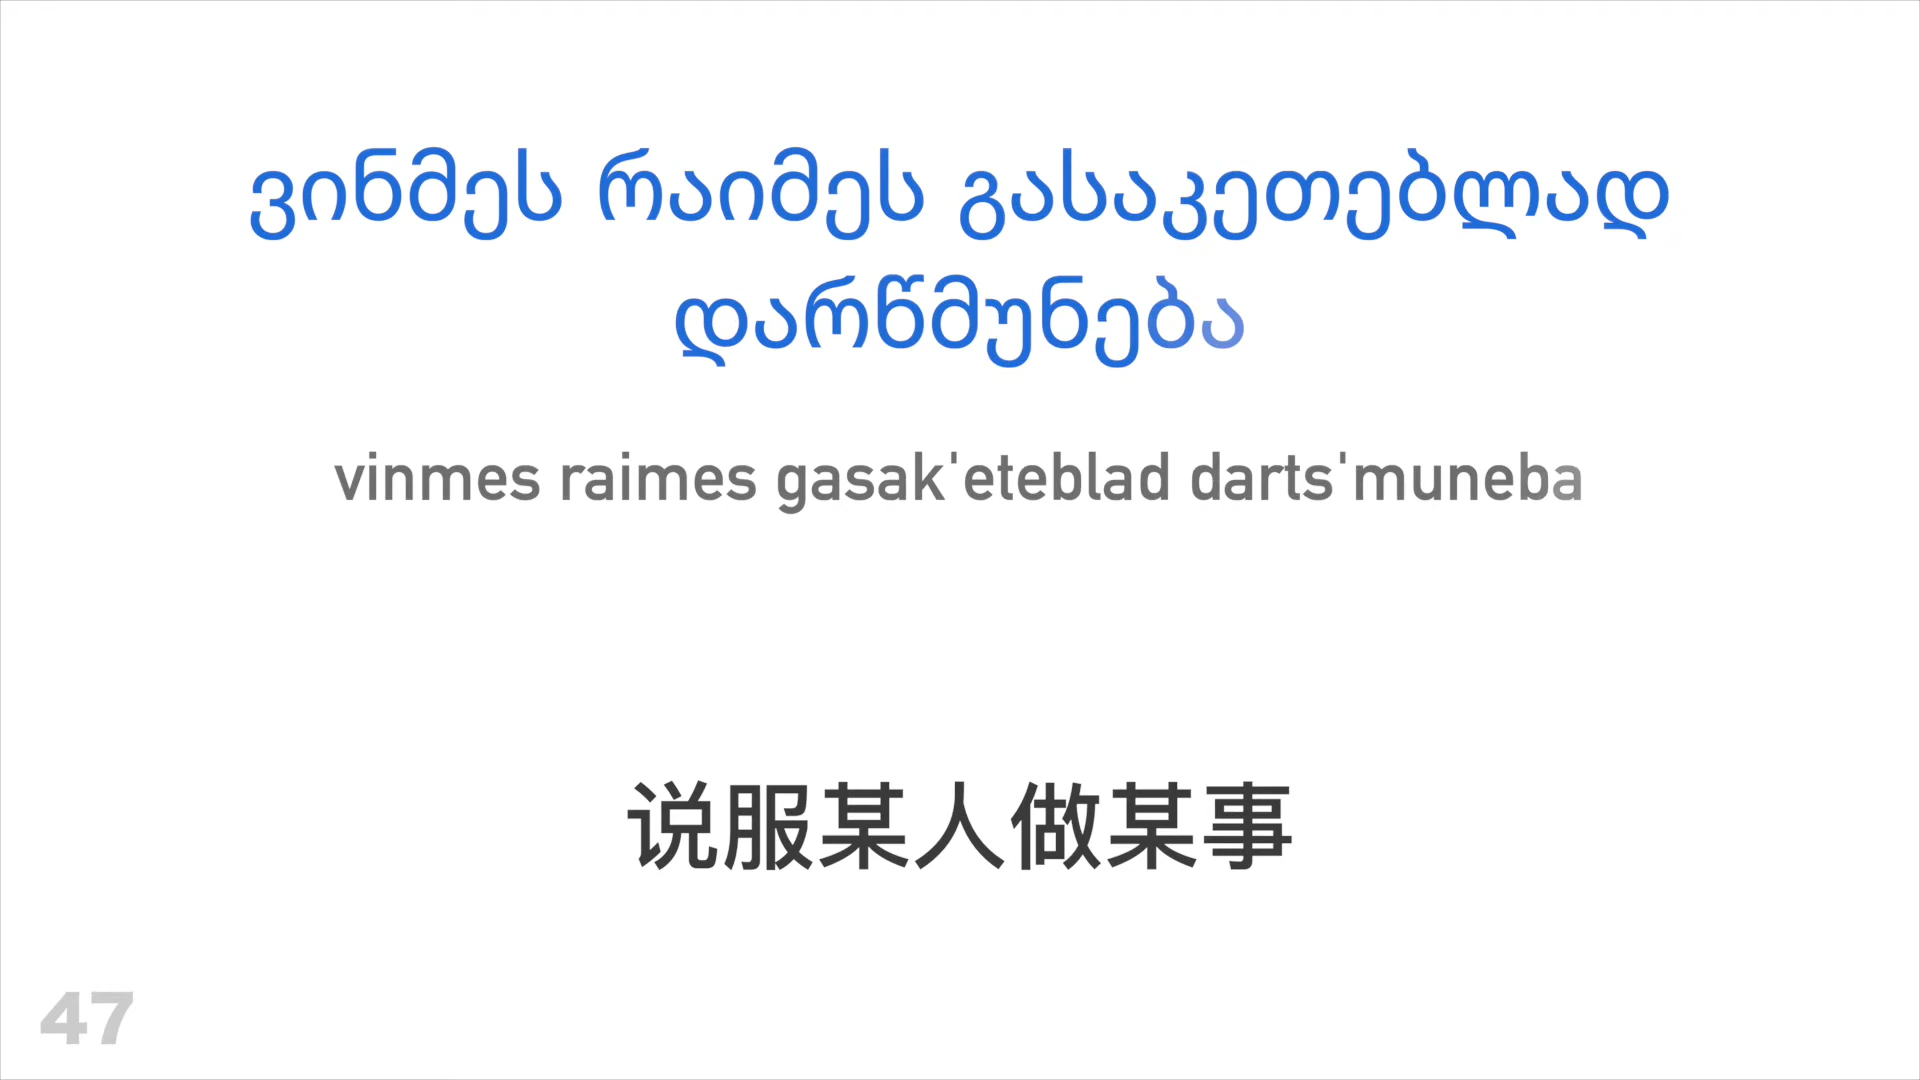 ვინმეს რაიმეს გასაკეთებლად
დარწმუნება
vinmes raimes gasak'eteblad darts'muneba
说服某人做某事
47